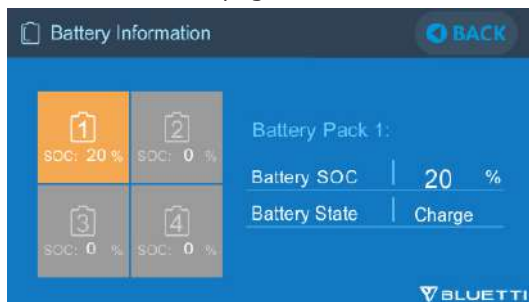 Battery Information
BACK
1
SOC: 20 %
2
SOC: 0 %
3
SOC: 0 %
4
SOC: 0 %
Battery Pack 1:
Battery SOC | 20 %
Battery State | Charge
BLUETTI